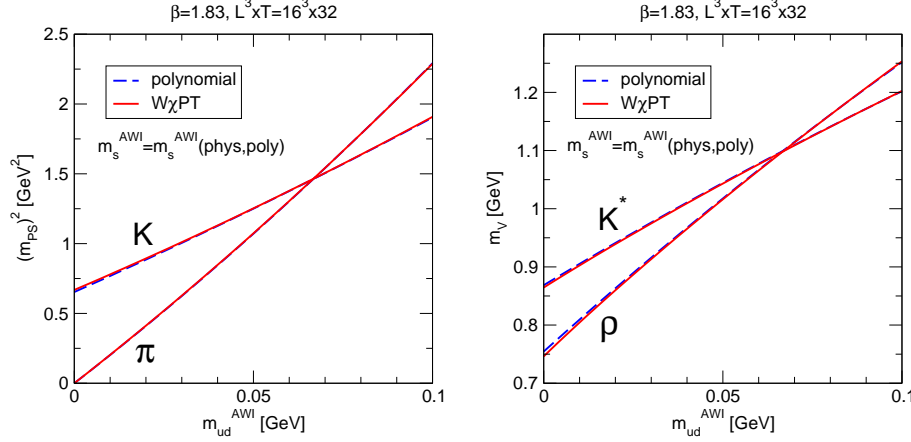 β=1.83, L³xT=16³x32
2.5
2
1.5
1
0.5
0
(m_PS)² [GeV²]
polynomial
WχPT
m_s^AWI=m_s^AWI(phys,poly)
K
π
0
0.05
0.1
m_ud^AWI [GeV]
β=1.83, L³xT=16³x32
1.2
1.1
1
0.9
0.8
0.7
m_V [GeV]
polynomial
WχPT
m_s^AWI=m_s^AWI(phys,poly)
K*
ρ
0
0.05
0.1
m_ud^AWI [GeV]